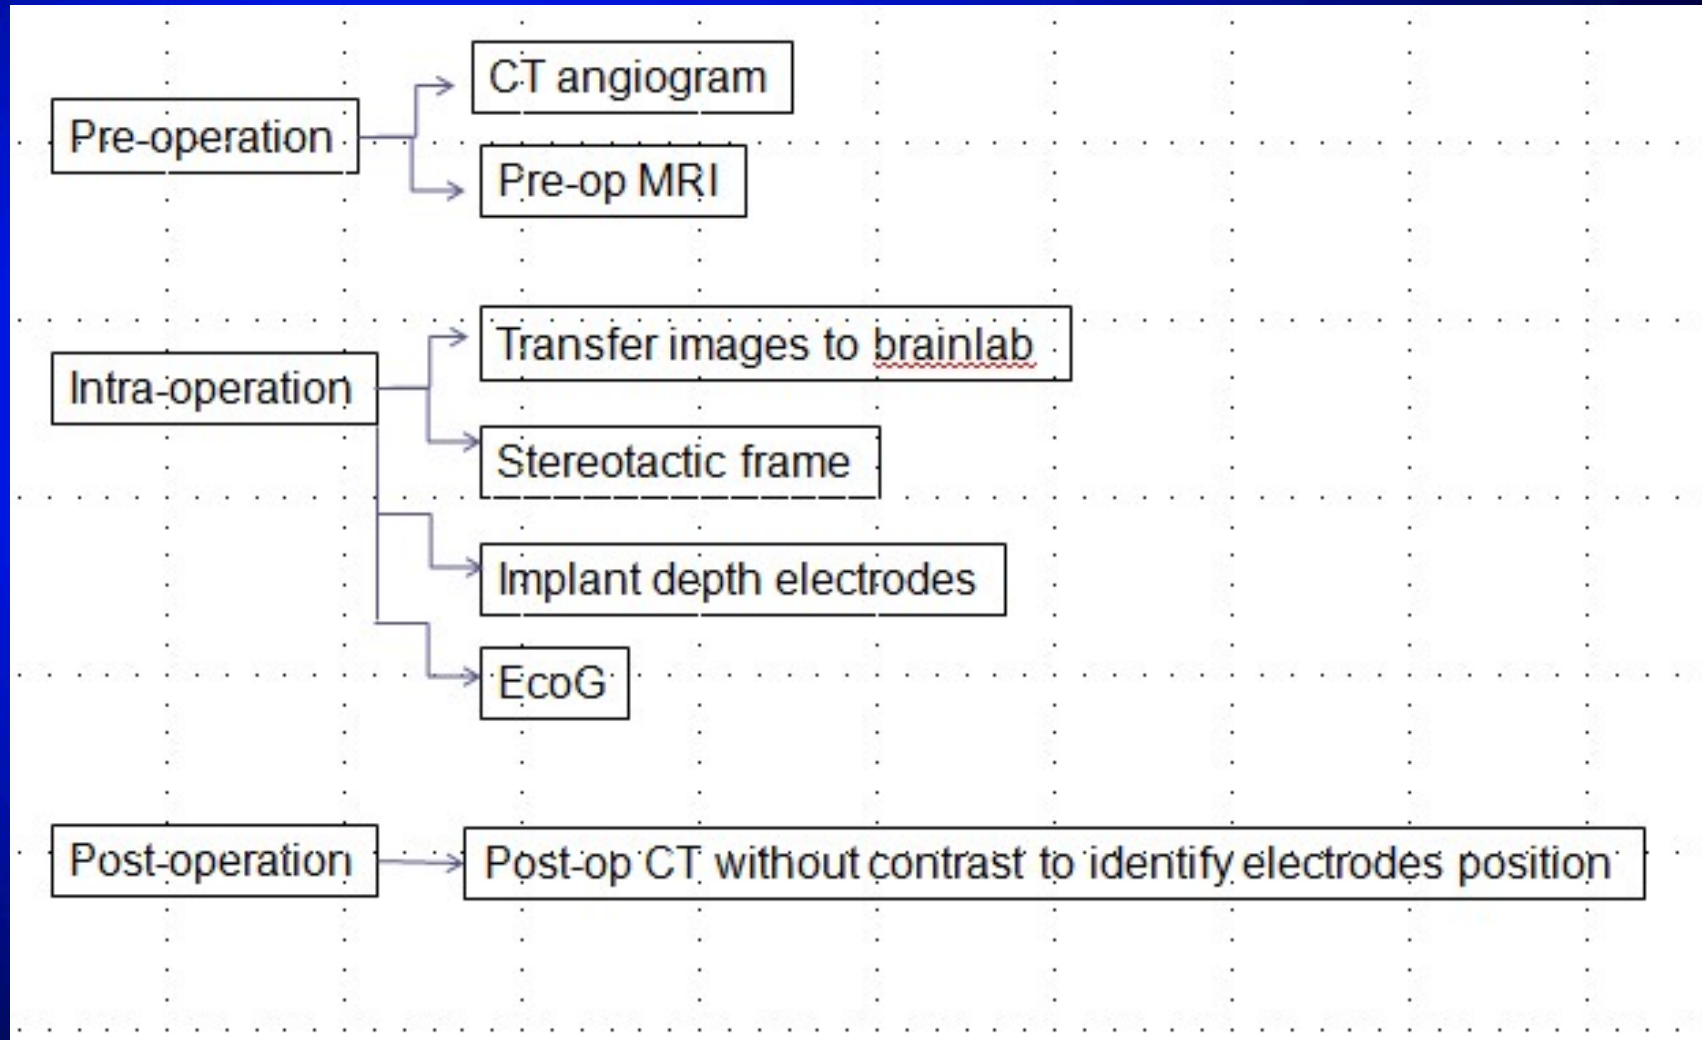 CT angiogram
Pre-operation
Pre-op MRI
Transfer images to brainlab
Intra-operation
Stereotactic frame
Implant depth electrodes
EcoG
Post-operation
Post-op CT without contrast to identify electrodes position